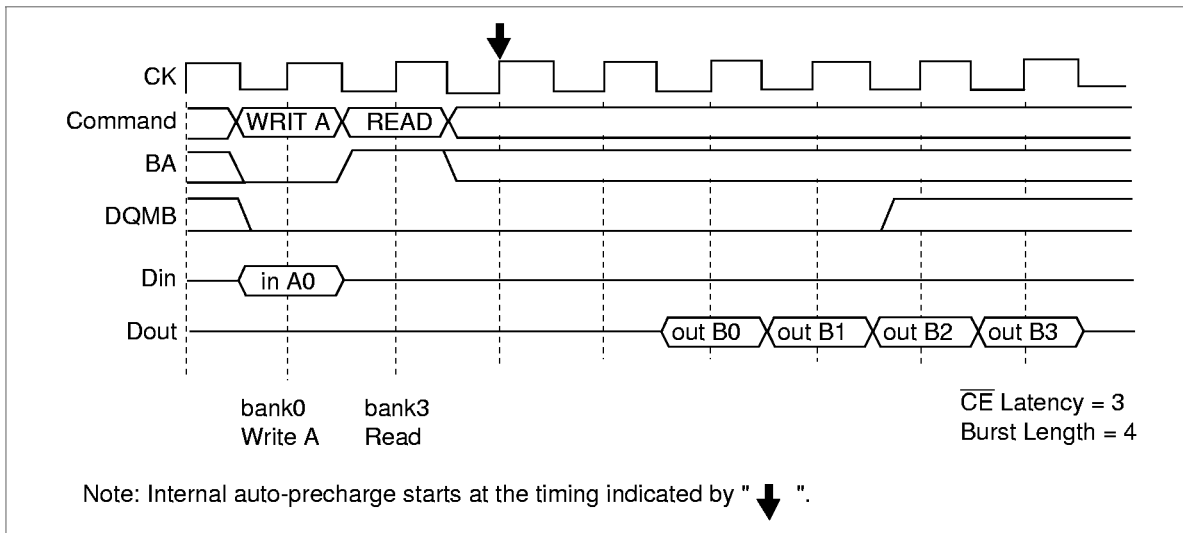 CK
Command WRIT A READ
BA
DQMB
Din in A0
Dout out B0 out B1 out B2 out B3
bank0 bank3 CE Latency = 3
Write A Read Burst Length = 4
Note: Internal auto-precharge starts at the timing indicated by " ".